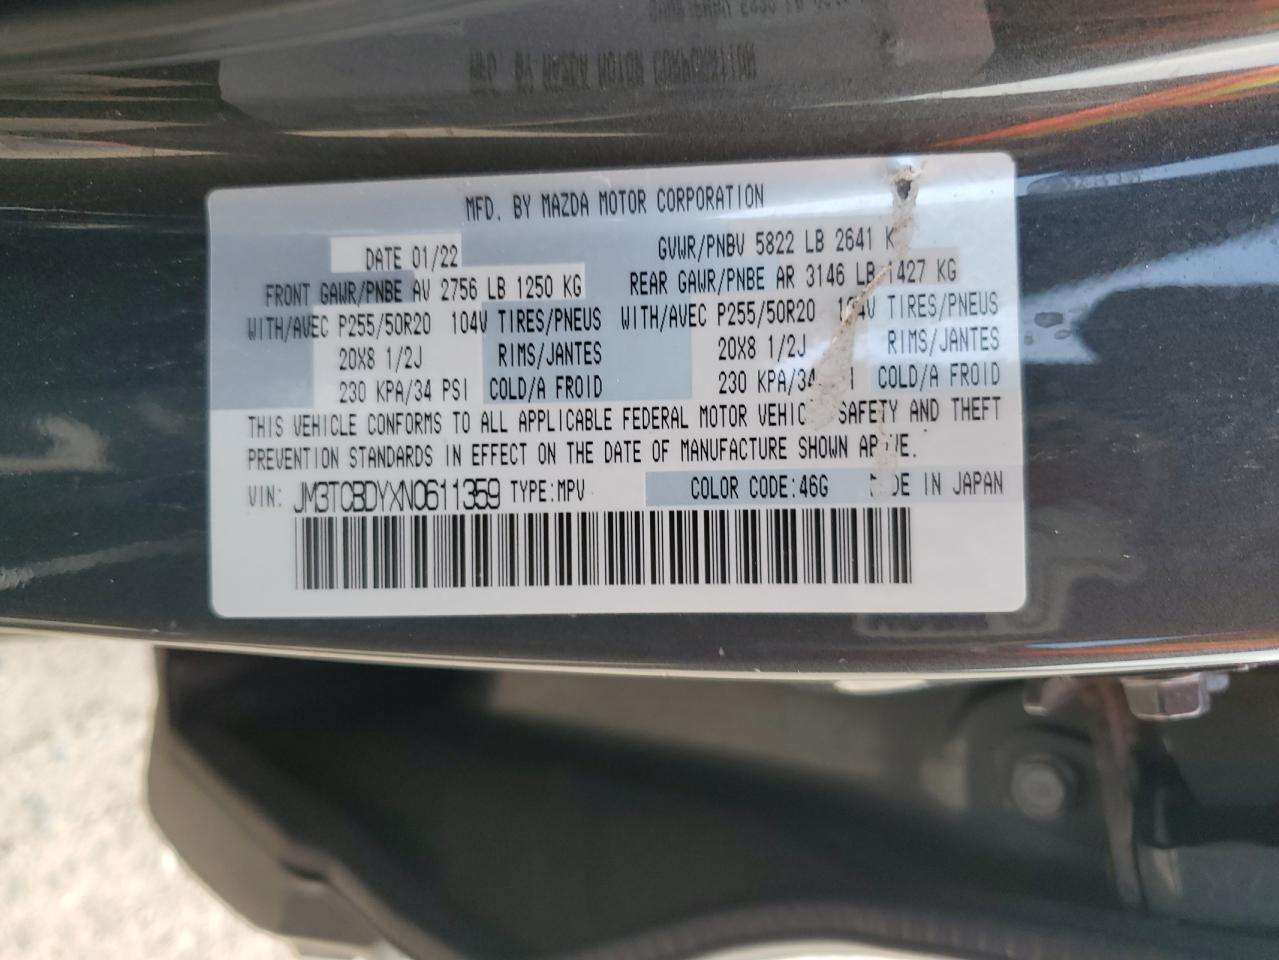 MFD. BY MAZDA MOTOR CORPORATION
DATE 01/22 GVWR/PNBV 5822 LB 2641 K
FRONT GAWR/PNBE AV 2756 LB 1250 KG REAR GAWR/PNBE AR 3146 LB 1427 KG
WITH/AVEC P255/50R20 104V TIRES/PNEUS WITH/AVEC P255/50R20 104V TIRES/PNEUS
20X8 1/2J RIMS/JANTES 20X8 1/2J RIMS/JANTES
230 KPA/34 PSI COLD/A FROID 230 KPA/34 COLD/A FROID
THIS VEHICLE CONFORMS TO ALL APPLICABLE FEDERAL MOTOR VEHIC SAFETY AND THEFT
PREVENTION STANDARDS IN EFFECT ON THE DATE OF MANUFACTURE SHOWN ABOVE.
VIN: JM3TCBDYXN0611359 TYPE:MPV COLOR CODE:46G MADE IN JAPAN